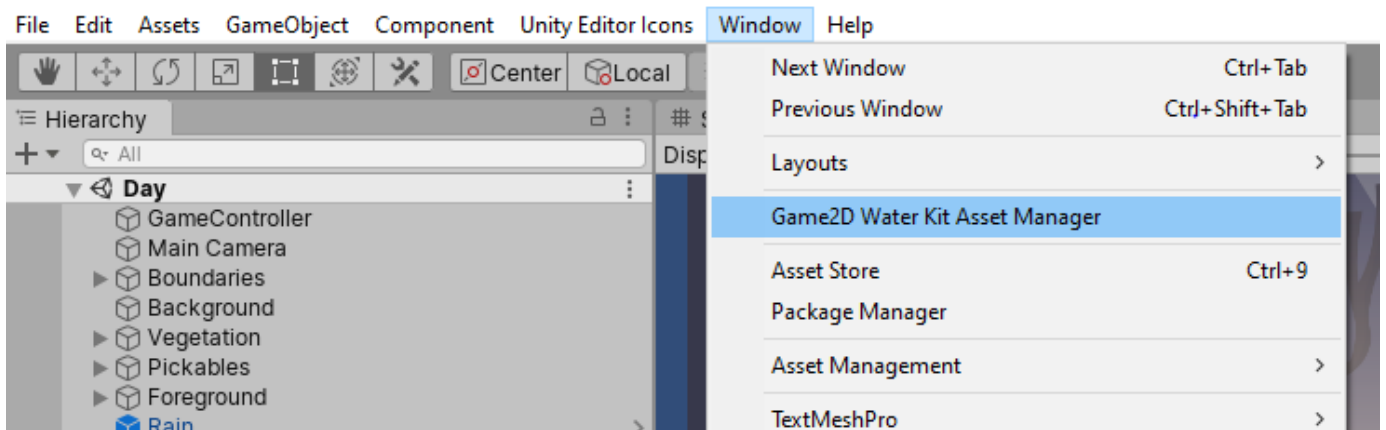 File Edit Assets GameObject Component Unity Editor Icons Window Help
Center Local
Hierarchy
All
Day
GameController
Main Camera
Boundaries
Background
Vegetation
Pickables
Foreground
Rain
Disp
Next Window Ctrl+Tab
Previous Window Ctrl+Shift+Tab
Layouts
Game2D Water Kit Asset Manager
Asset Store Ctrl+9
Package Manager
Asset Management
TextMeshPro